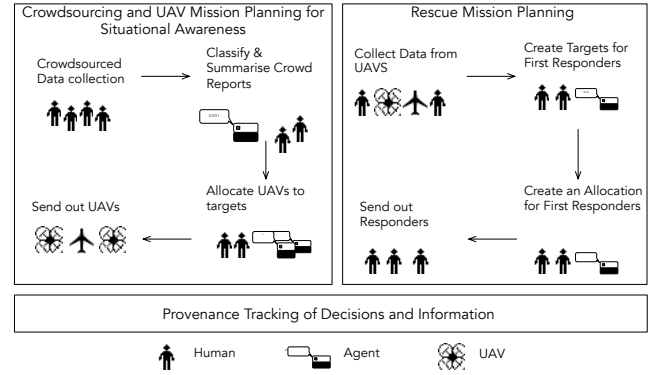 Crowdsourcing and UAV Mission Planning for
Situational Awareness
Crowdsourced
Data collection
Classify &
Summarise Crowd
Reports
Allocate UAVs to
targets
Send out UAVs
Rescue Mission Planning
Collect Data from
UAVS
Create Targets for
First Responders
Create an Allocation
for First Responders
Send out
Responders
Provenance Tracking of Decisions and Information
Human
Agent
UAV